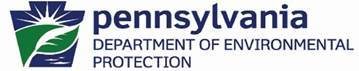 pennsylvania
DEPARTMENT OF ENVIRONMENTAL
PROTECTION